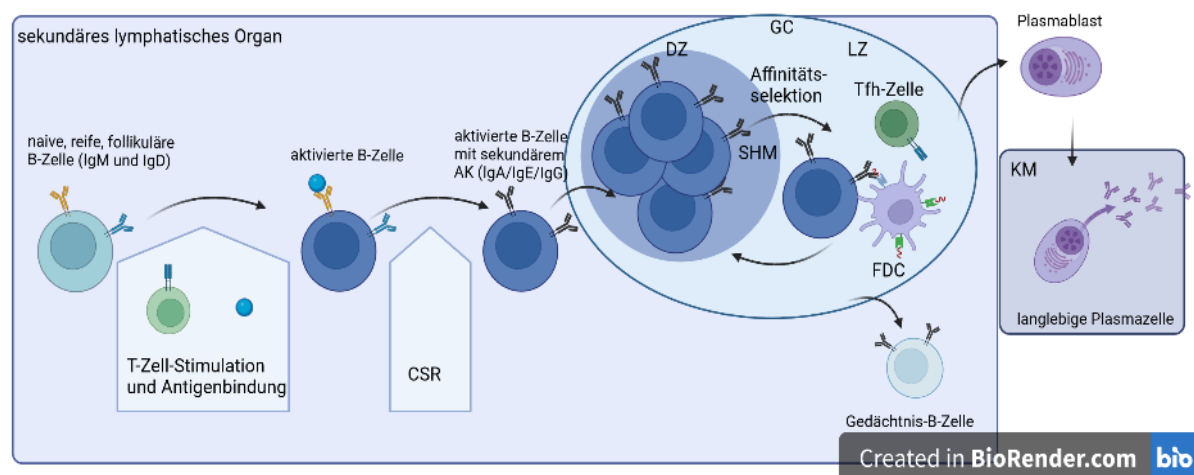 sekundäres lymphatisches Organ
naive, reife, follikuläre
B-Zelle (IgM und IgD)
T-Zell-Stimulation
und Antigenbindung
aktivierte B-Zelle
CSR
aktivierte B-Zelle
mit sekundärem
AK (IgA/IgE/IgG)
GC
DZ
LZ
SHM
Affinitäts-
selektion
Tfh-Zelle
FDC
Gedächtnis-B-Zelle
Plasmablast
KM
langlebige Plasmazelle
Created in BioRender.com bio